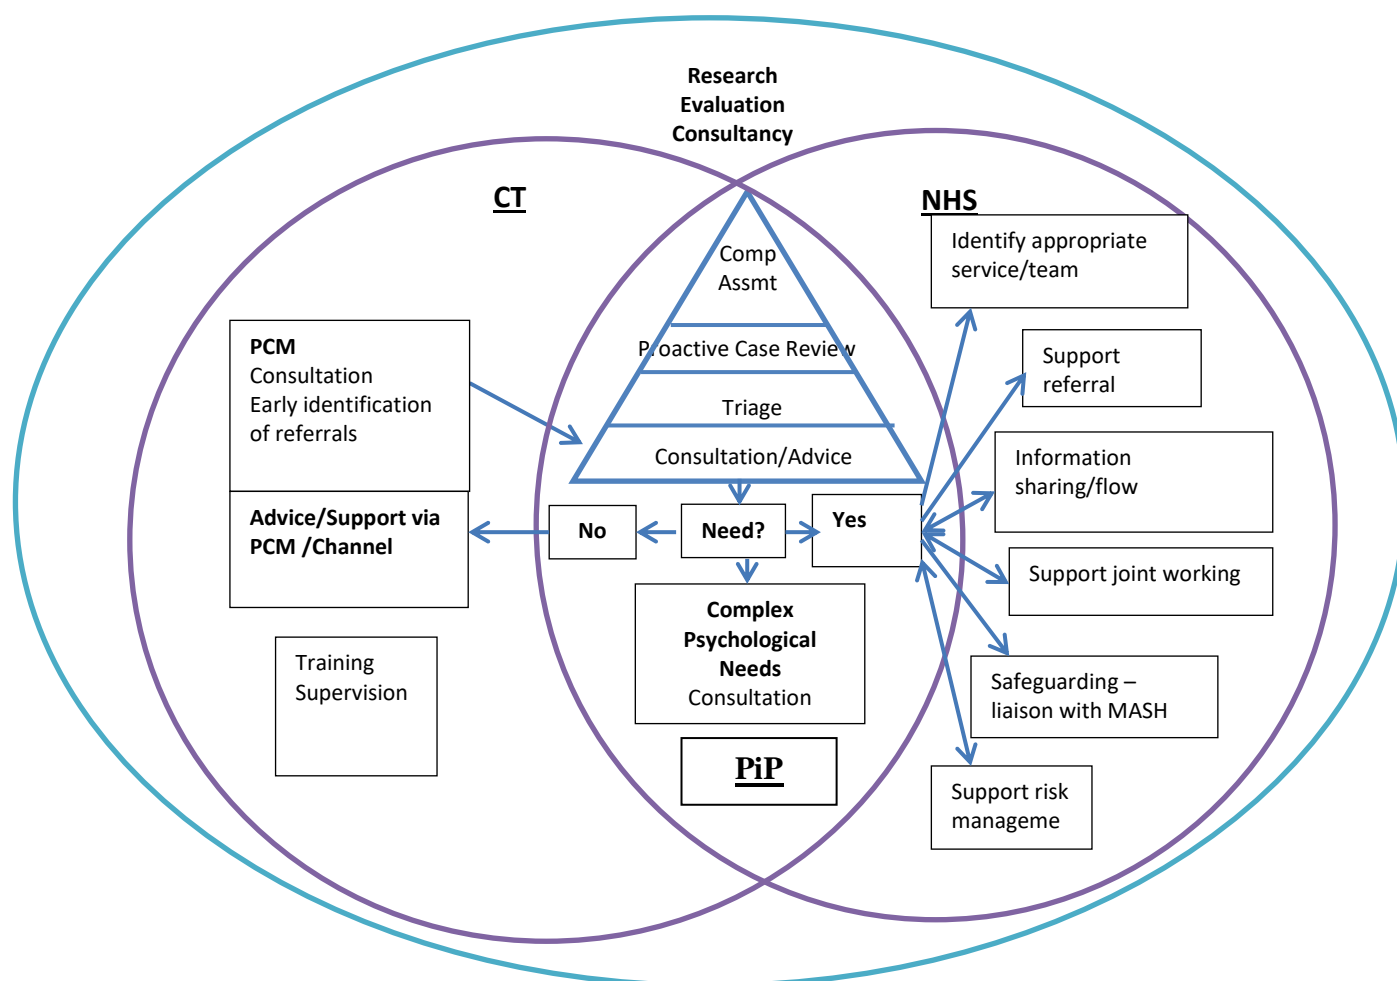 Research
Evaluation
Consultancy
CT
NHS
Comp
Assmt
Proactive Case Review
Triage
Consultation/Advice
PCM
Consultation
Early identification
of referrals
Advice/Support via
PCM /Channel
Training
Supervision
No
Need?
Yes
Complex
Psychological
Needs
Consultation
PiP
Identify appropriate
service/team
Support
referral
Information
sharing/flow
Support joint working
Safeguarding –
liaison with MASH
Support risk
manageme